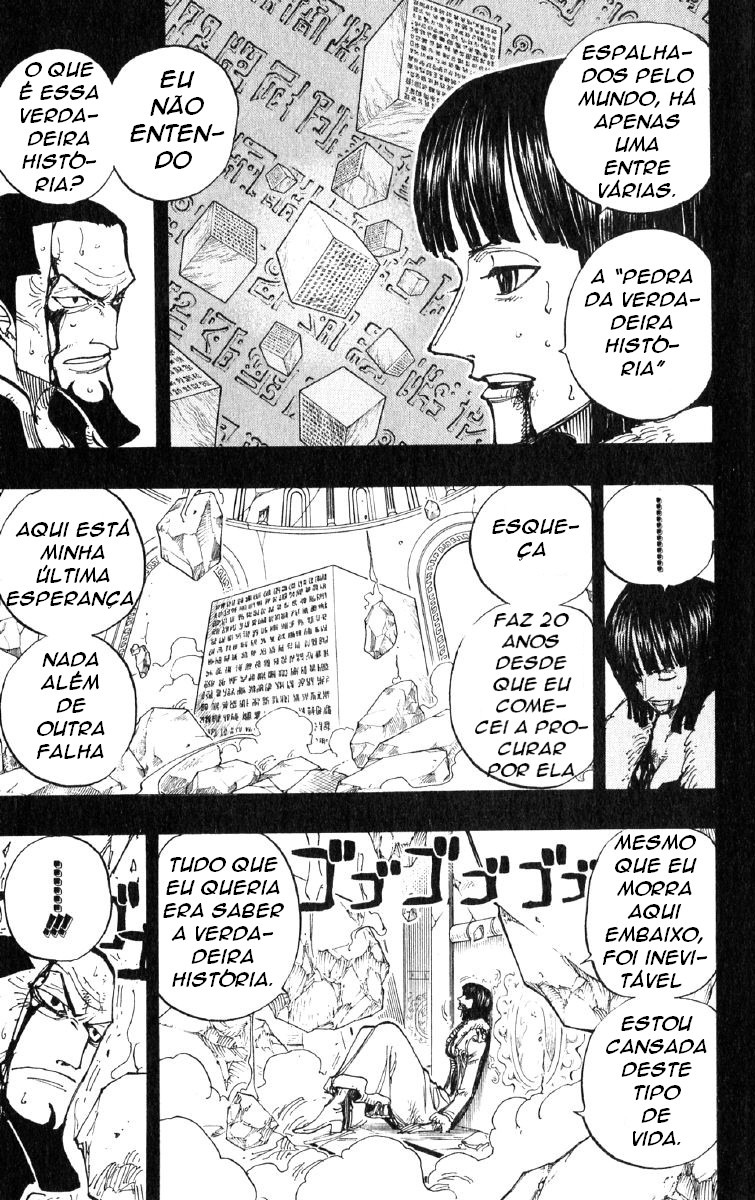 ESPALHA-
DOS PELO
MUNDO, HÁ
APENAS
UMA
ENTRE
VÁRIAS.
A "PEDRA
DA VERDA-
DEIRA
HISTÓ-
RIA"
EU
NÃO
ENTEN-
DO
O QUE
É ESSA
VERDA-
DEIRA
HISTÓ-
RIA?
ESQUE-
ÇA
FAZ 20
ANOS
DESDE
QUE EU
COME-
CEI A PRO-
CURAR
POR ELA
AQUI ESTÁ
MINHA
ÚLTIMA
ESPERANÇA
NADA
ALÉM
DE
OUTRA
FALHA
MESMO
QUE EU
MORRA
AQUI
EMBAIXO,
FOI INEVI-
TÁVEL
ESTOU
CANSADA
DESTE
TIPO
DE
VIDA.
ゴゴゴゴゴゴ
TUDO QUE
EU QUERIA
ERA SABER
A VERDA-
DEIRA
HISTÓRIA.